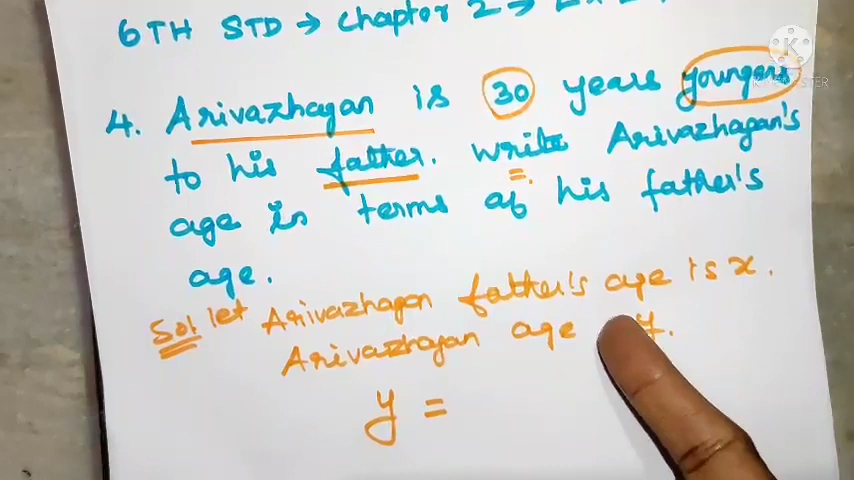 6TH STD → chapter 2 →
4. Arivazhagan is 30 years younger
to his father. write Arivazhagan's
age in terms of his father's
age.
Sol let Arivazhagan father's age is x.
Arivazhagan age y.
y =
K